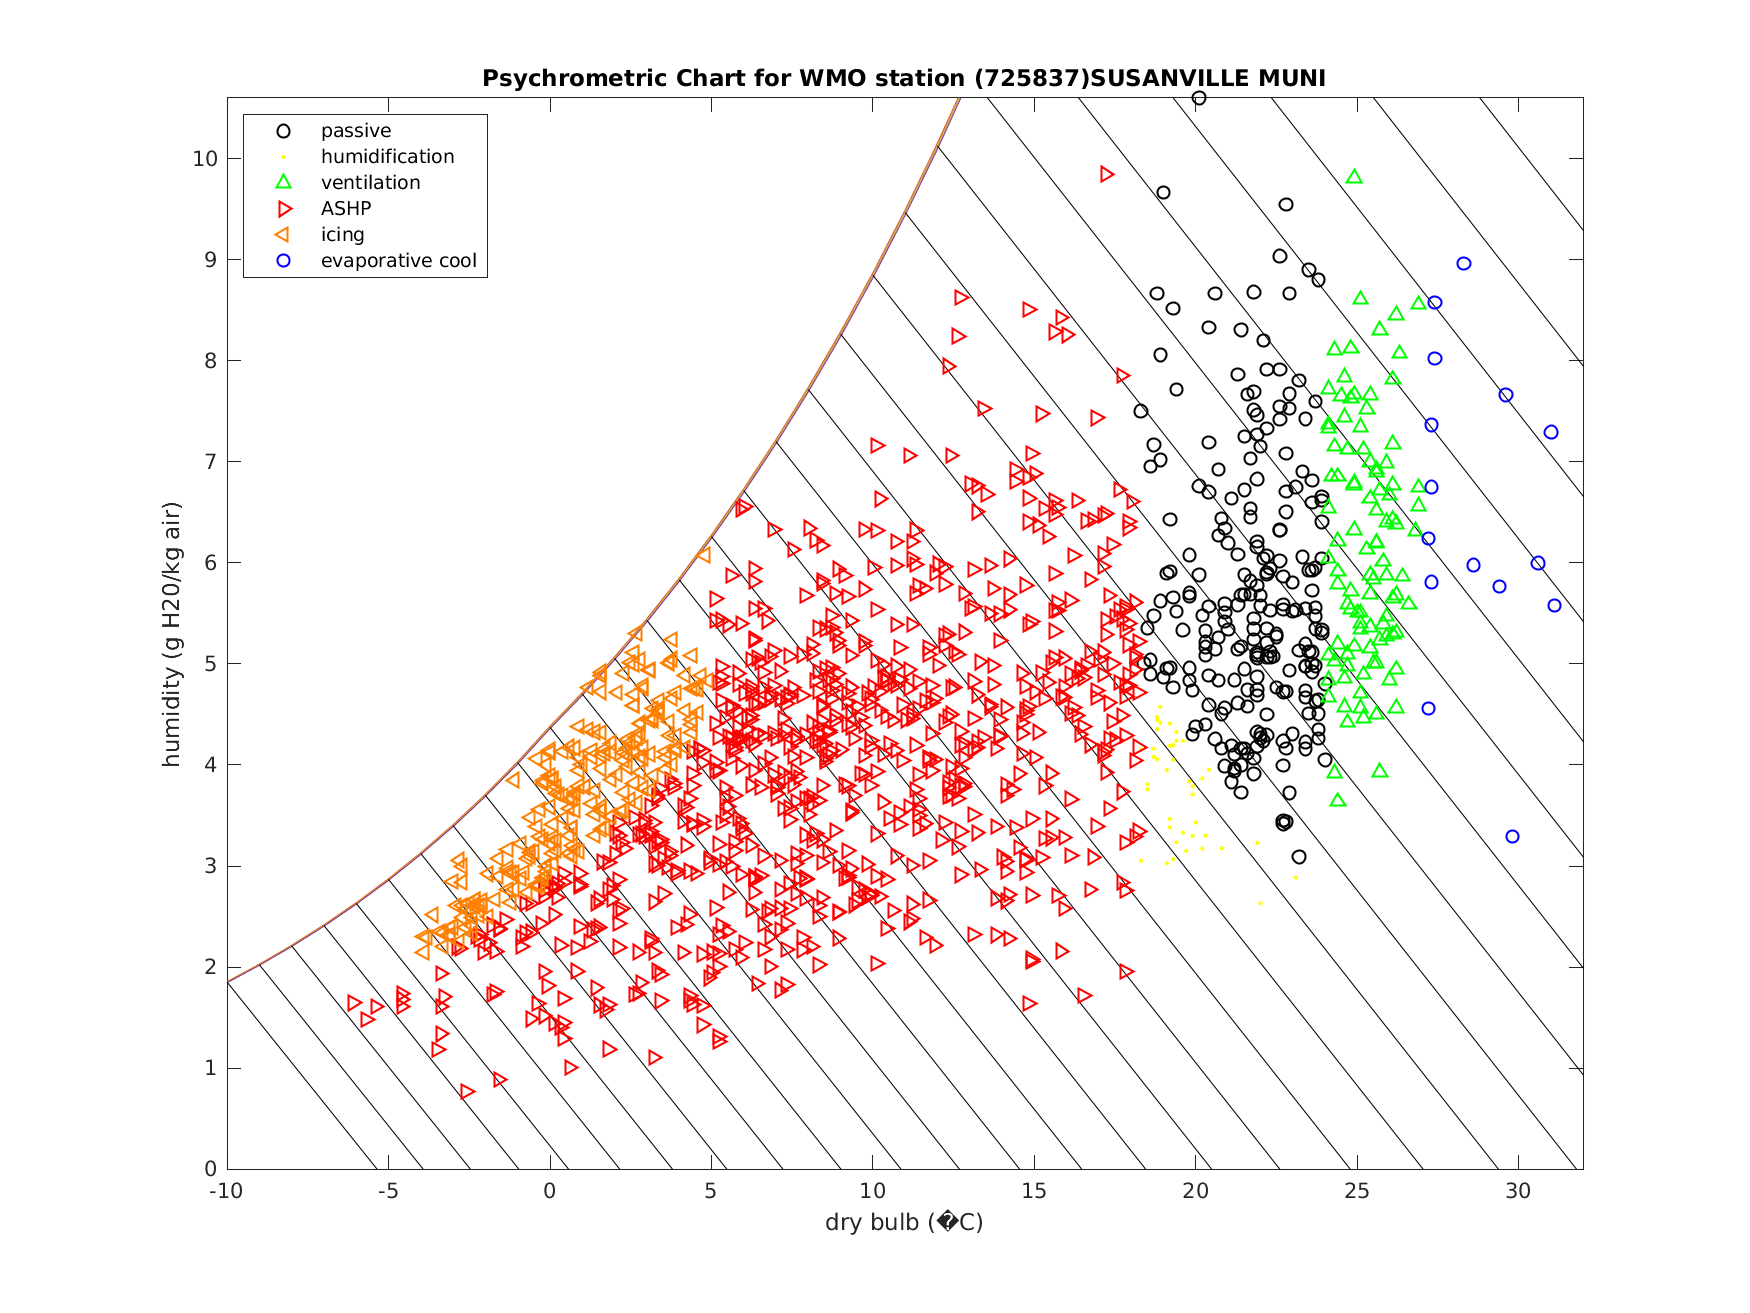 Psychrometric Chart for WMO station (725837)SUSANVILLE MUNI
passive
humidification
ventilation
ASHP
icing
evaporative cool
10
9
8
7
6
5
4
3
2
1
0
humidity (g H20/kg air)
-10 -5 0 5 10 15 20 25 30
dry bulb (�C)